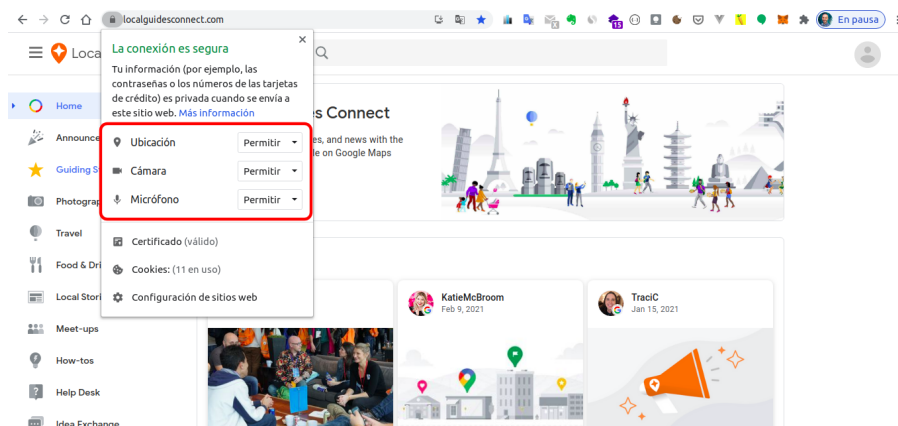 localguidesconnect.com
15
En pausa
La conexión es segura
Tu información (por ejemplo, las
contraseñas o los números de las tarjetas
de crédito) es privada cuando se envía a
este sitio web. Más información
Ubicación Permitir
Cámara Permitir
Micrófono Permitir
Certificado (válido)
Cookies: (11 en uso)
Configuración de sitios web
Loca
Home
Announce
Guiding S
Photograp
Travel
Food & Dri
Local Stori
Meet-ups
How-tos
Help Desk
Idea Exchange
s Connect
es, and news with the
le on Google Maps
KatieMcBroom
Feb 9, 2021
TraciC
Jan 15, 2021